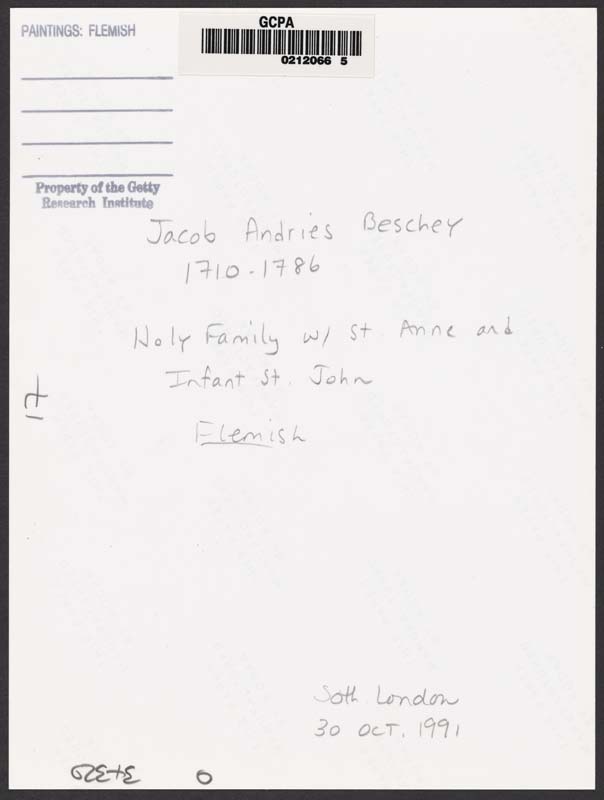 PAINTINGS: FLEMISH
GCPA
0212066 5
Property of the Getty
Research Institute
Jacob Andries Beschey
1710-1786
Holy Family w/ St Anne and
Infant St. John
17
Flemish
Soth London
30 OCT. 1991
0